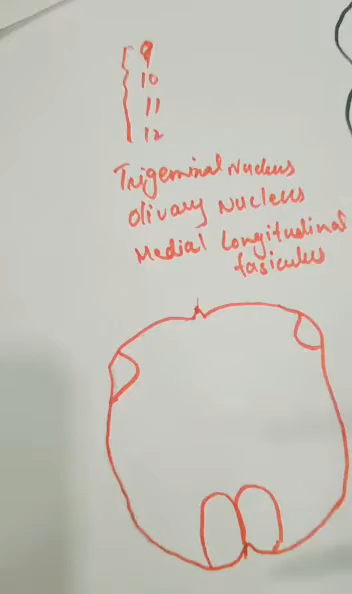 9
10
11
12
Trigeminal Nucleus
Olivary Nucleus
Medial Longitudinal
fasiculus